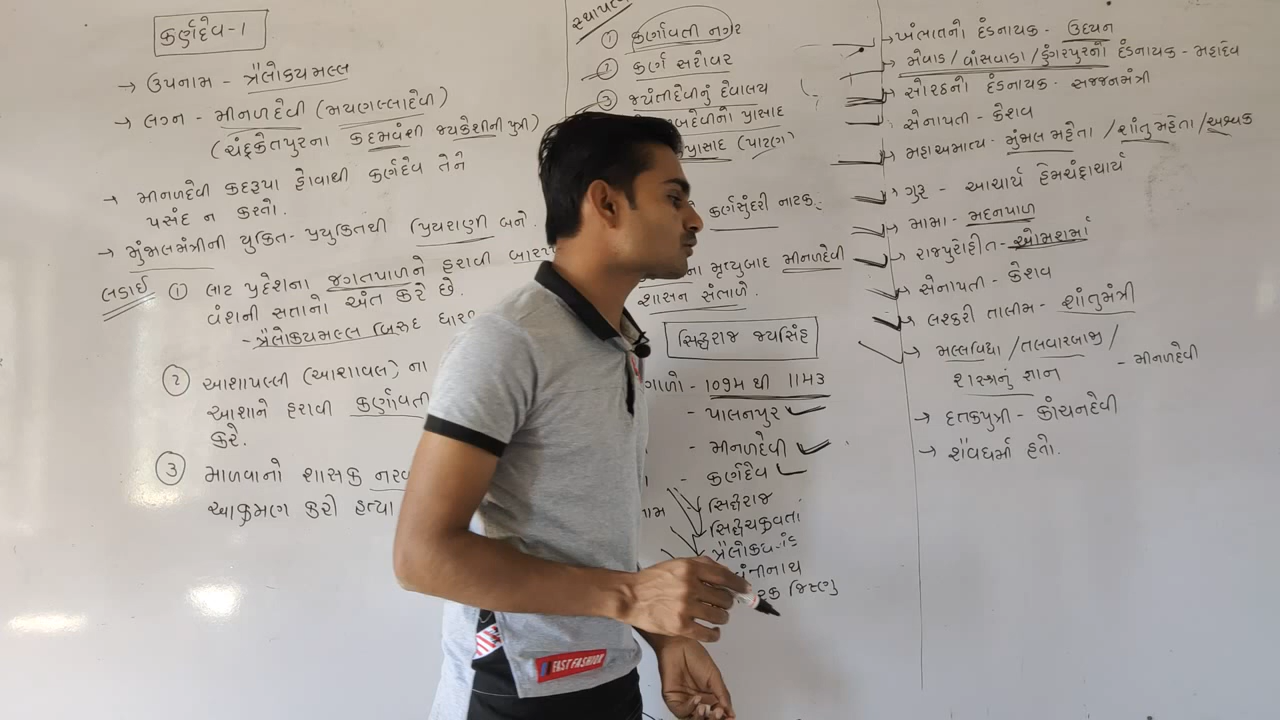 કર્ણદેવ-1
→ ઉપનામ - ત્રૈલોક્યમલ્લ
→ લગ્ન - મીનળદેવી (મયણલ્લાદેવી)
(ચંદ્રકેતપુરના કદમવંશી જયકેશીની પુત્રી)
→ મીનળદેવી કદરૂપા હોવાથી કર્ણદેવ તેને
પસંદ ન કરતો.
→ મુંજાલમંત્રીની યુક્તિ-પ્રયુક્તિથી પ્રિયરાણી બને.
લડાઈ
① લાટ પ્રદેશના જગતપાળને હરાવી
વંશની સત્તાનો અંત કરે છે.
- ત્રૈલોક્યમલ્લ બિરુદ
② આશાપલ્લી (આશાવલ) ના
આશાને હરાવી કર્ણાવતી
કરે.
③ માળવાનો શાસક
આક્રમણ કરી હત્યા
① કર્ણાવતી નગર
② કર્ણ સરોવર
③ જયંતીદેવીનું દેવાલય
પ્રાસાદ
પ્રાસાદ
કર્ણસુંદરી નાટક
મૃત્યુબાદ મીનળદેવી
શાસન સંભાળે.
સિદ્ધરાજ જયસિંહ
- 1094 થી 1143
- પાલનપુર
- મીનળદેવી
- કર્ણદેવ
સિદ્ધરાજ
સિદ્ધચક્રવર્તી
જિષ્ણુ
→ ખંભાતનો દંડનાયક - ઉદયન
→ મેવાડ/વાંસવાડા/ડુંગરપુરનો દંડનાયક - મહાદેવ
→ સોરઠનો દંડનાયક - સજ્જનમંત્રી
→ સેનાપતિ - કેશવ
→ મહાઅમાત્ય - મુંજાલ મહેતા /શાંતુ મહેતા /અશ્વક
→ ગુરૂ - આચાર્ય હેમચંદ્રાચાર્ય
→ મામા - મદનપાળ
→ રાજપુરોહીત - ઓમશર્મા
→ સેનાપતિ - કેશવ
→ લશ્કરી તાલીમ - શાંતુમંત્રી
→ મલ્લવિદ્યા /તલવારબાજી/
શાસ્ત્રનું જ્ઞાન - મીનળદેવી
→ દત્તકપુત્રી - કાંચનદેવી
→ શૈવધર્મી હતો.
FAST FASHION